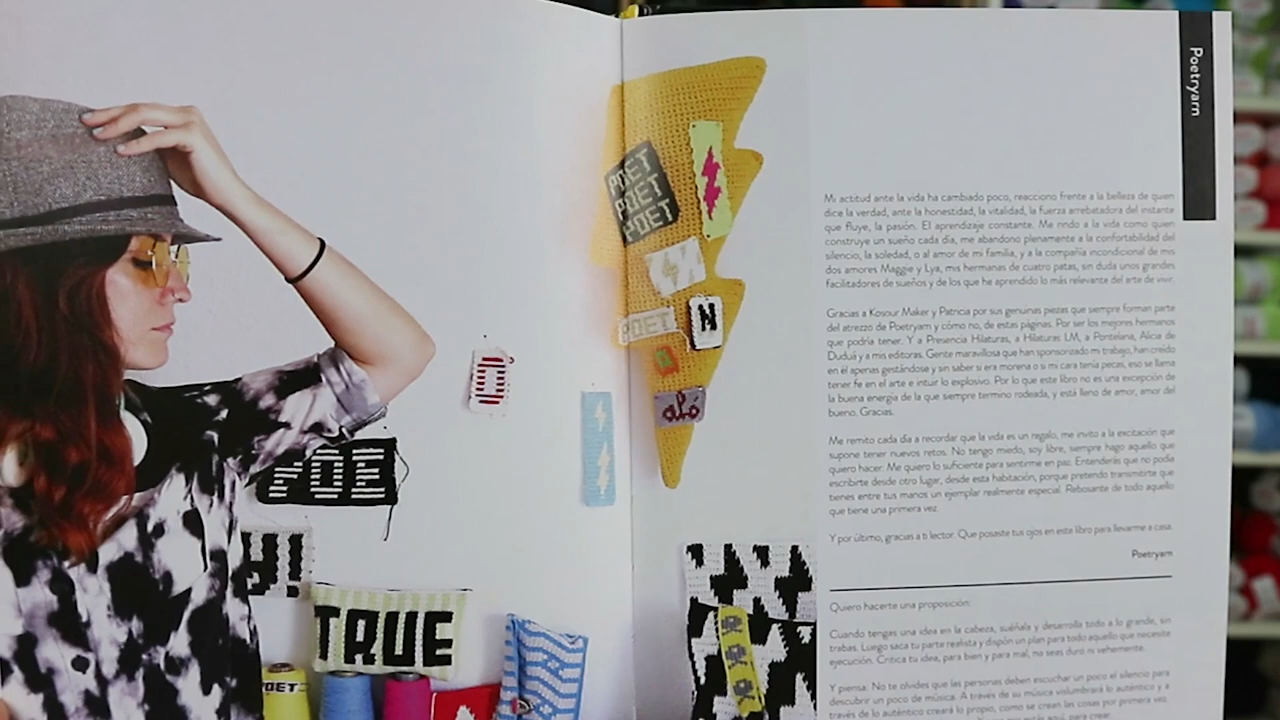 Poetryarn
POET
POET
POET
POET
N
aló
YOE
Y!
TRUE
POET
Mi actitud ante la vida ha cambiado poco, reacciono frente a la belleza de quien
dice la verdad, ante la honestidad, la vitalidad, la fuerza arrebatadora del instante
que fluye, la pasión. El aprendizaje constante. Me rindo a la vida como quien
construye un sueño cada día, me abandono plenamente a la confortabilidad del
silencio, la soledad, o al amor de mi familia, y a la compañía incondicional de mis
dos amores Maggie y Lya, mis hermanas de cuatro patas, sin duda unos grandes
facilitadores de sueños y de los que he aprendido lo más relevante del arte de vivir.
Gracias a Kosour Maker y Patricia por sus genuinas piezas que siempre forman parte
del atrezzo de Poetryarn y cómo no, de estas páginas. Por ser los mejores hermanos
que podría tener. Y a Presencia Hilaturas, a Hilaturas LM, a Pontelana, Alicia de
Duduá y a mis editoras. Gente maravillosa que han sponsorizado mi trabajo, han creído
en él apenas gestándose y sin saber si era morena o si mi cara tenía pecas, eso se llama
tener fe en el arte e intuir lo explosivo. Por lo que este libro no es una excepción de
la buena energía de la que siempre termino rodeada, y está lleno de amor, amor del
bueno. Gracias.
Me remito cada día a recordar que la vida es un regalo, me invito a la excitación que
supone tener nuevos retos. No tengo miedo, soy libre, siempre hago aquello que
quiero hacer. Me quiero lo suficiente para sentirme en paz. Entenderás que no podía
escribirte desde otro lugar, desde esta habitación, porque pretendo transmitirte que
tienes entre tus manos un ejemplar realmente especial. Rebosante de todo aquello
que tiene una primera vez.
Y por último, gracias a ti lector. Que posaste tus ojos en este libro para llevarme a casa.
Poetryarn
Quiero hacerte una proposición:
Cuando tengas una idea en la cabeza, suéñala y desarrolla todo a lo grande, sin
trabas. Luego saca tu parte realista y dispón un plan para todo aquello que necesite
ejecución. Critica tu idea, para bien y para mal, no seas duro ni vehemente.
Y piensa: No te olvides que las personas deben escuchar un poco el silencio para
descubrir un poco de música. A través de su música vislumbrará lo auténtico y a
través de lo auténtico creará lo propio, como se crean las cosas por primera vez.